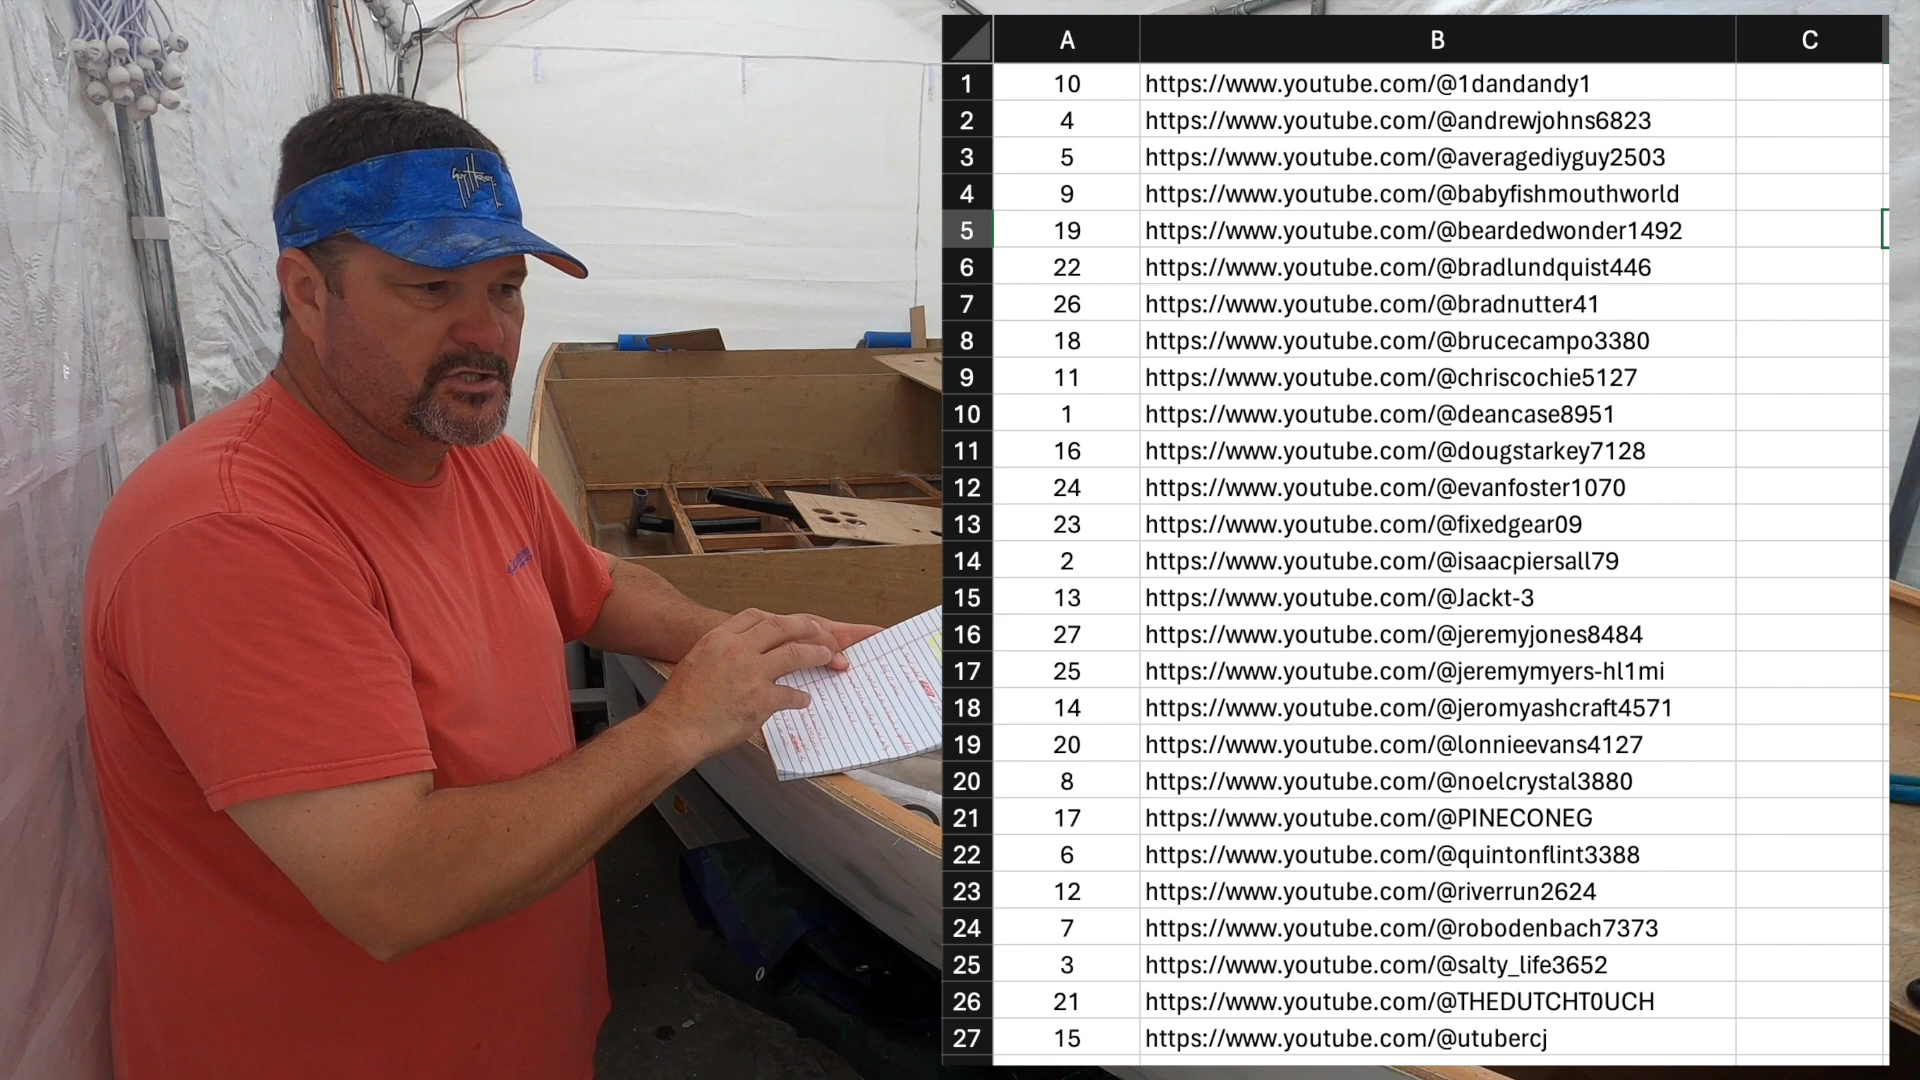 GUY HARVEY
A B C
1 10 https://www.youtube.com/@1dandandy1
2 4 https://www.youtube.com/@andrewjohns6823
3 5 https://www.youtube.com/@averagediyguy2503
4 9 https://www.youtube.com/@babyfishmouthworld
5 19 https://www.youtube.com/@beardedwonder1492
6 22 https://www.youtube.com/@bradlundquist446
7 26 https://www.youtube.com/@bradnutter41
8 18 https://www.youtube.com/@brucecampo3380
9 11 https://www.youtube.com/@chriscochie5127
10 1 https://www.youtube.com/@deancase8951
11 16 https://www.youtube.com/@dougstarkey7128
12 24 https://www.youtube.com/@evanfoster1070
13 23 https://www.youtube.com/@fixedgear09
14 2 https://www.youtube.com/@isaacpiersall79
15 13 https://www.youtube.com/@Jackt-3
16 27 https://www.youtube.com/@jeremyjones8484
17 25 https://www.youtube.com/@jeremymyers-hl1mi
18 14 https://www.youtube.com/@jeromyashcraft4571
19 20 https://www.youtube.com/@lonnieevans4127
20 8 https://www.youtube.com/@noelcrystal3880
21 17 https://www.youtube.com/@PINECONEG
22 6 https://www.youtube.com/@quintonflint3388
23 12 https://www.youtube.com/@riverrun2624
24 7 https://www.youtube.com/@robodenbach7373
25 3 https://www.youtube.com/@salty_life3652
26 21 https://www.youtube.com/@THEDUTCHT0UCH
27 15 https://www.youtube.com/@utubercj